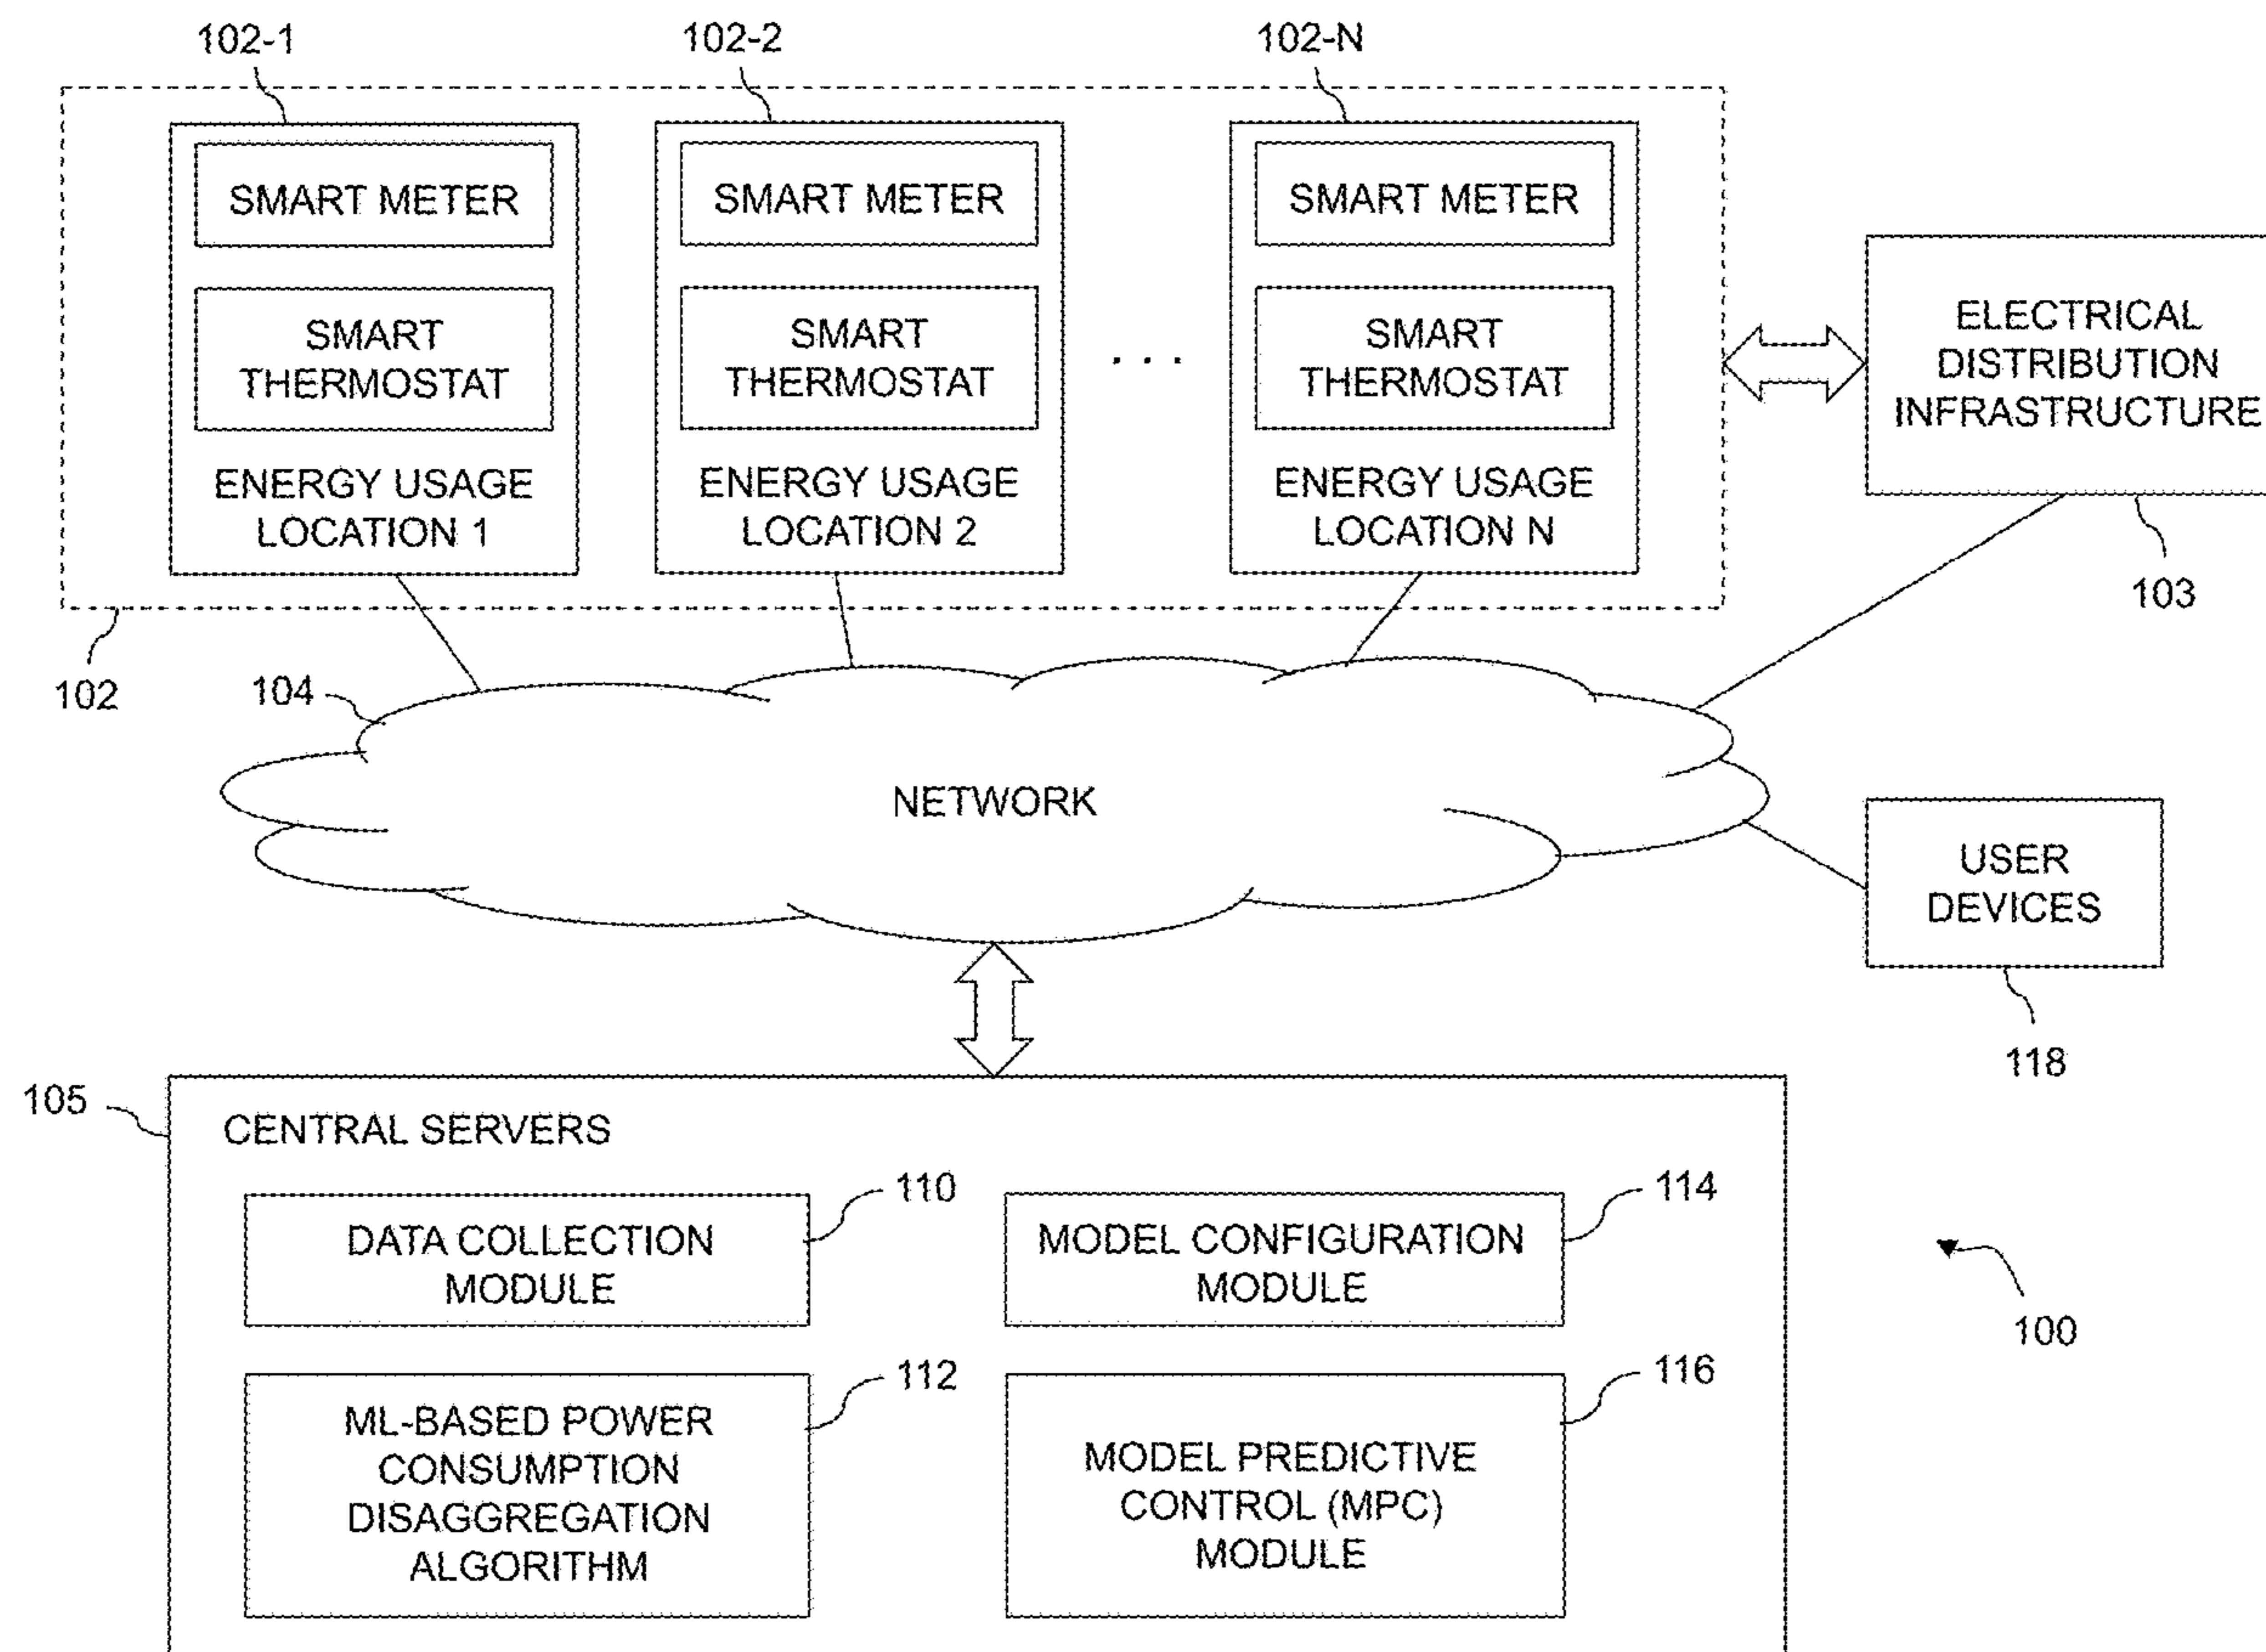 102-1
102-2
102-N
SMART METER
SMART
THERMOSTAT
ENERGY USAGE
LOCATION 1
SMART METER
SMART
THERMOSTAT
ENERGY USAGE
LOCATION 2
. . .
SMART METER
SMART
THERMOSTAT
ENERGY USAGE
LOCATION N
ELECTRICAL
DISTRIBUTION
INFRASTRUCTURE
103
102
104
NETWORK
USER
DEVICES
118
105
CENTRAL SERVERS
DATA COLLECTION
MODULE
110
MODEL CONFIGURATION
MODULE
114
100
ML-BASED POWER
CONSUMPTION
DISAGGREGATION
ALGORITHM
112
MODEL PREDICTIVE
CONTROL (MPC)
MODULE
116